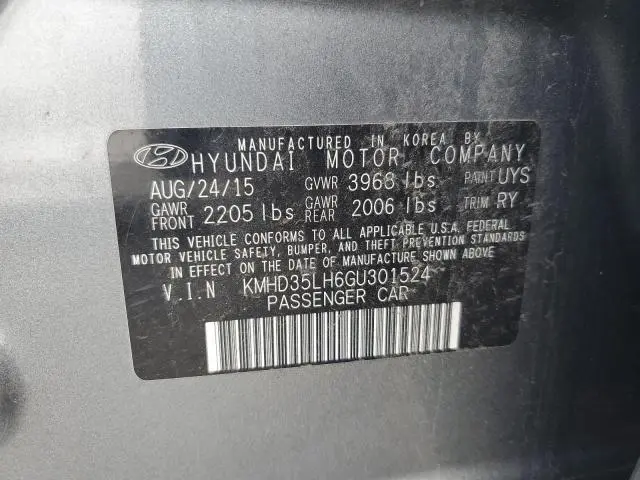 MANUFACTURED IN KOREA BY
HYUNDAI MOTOR COMPANY
AUG/24/15 GVWR 3968 lbs PAINT UYS
GAWR FRONT 2205 lbs GAWR REAR 2006 lbs TRIM RY
THIS VEHICLE CONFORMS TO ALL APPLICABLE U.S.A. FEDERAL
MOTOR VEHICLE SAFETY, BUMPER, AND THEFT PREVENTION STANDARDS
IN EFFECT ON THE DATE OF MANUFACTURE SHOWN ABOVE.
V.I.N KMHD35LH6GU301524
PASSENGER CAR